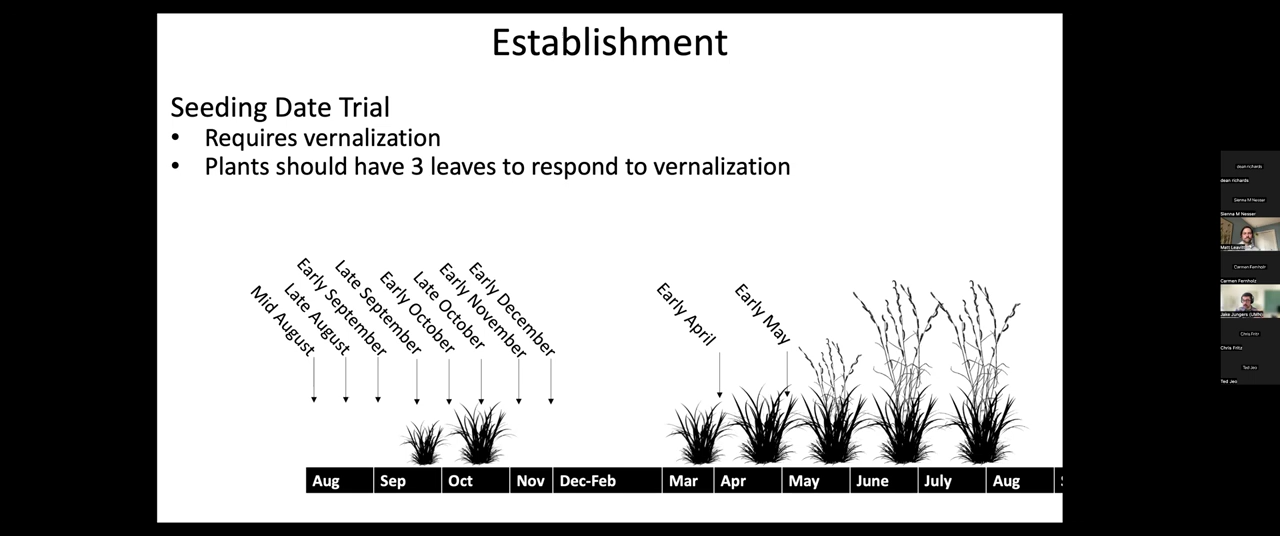 Establishment
Seeding Date Trial
• Requires vernalization
• Plants should have 3 leaves to respond to vernalization
Mid August
Late August
Early September
Late September
Early October
Late October
Early November
Early December
Early April
Early May
Aug
Sep
Oct
Nov
Dec-Feb
Mar
Apr
May
June
July
Aug
dean richards
dean richards
Sienna M Nesser
Sienna M Nesser
Matt Leavitt
Carmen Fernholz
Carmen Fernholz
Jake Jungers (UMN)
Chris Fritz
Chris Fritz
Ted Jeo
Ted Jeo